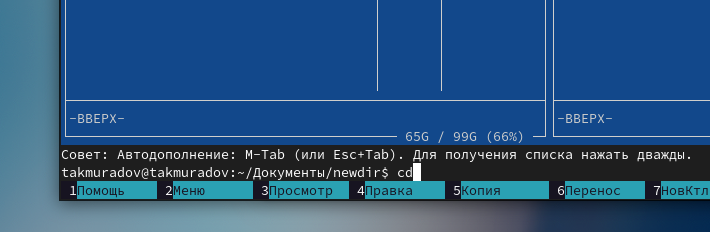 -ВВЕРХ- -ВВЕРХ-
65G / 99G (66%)
Совет: Автодополнение: M-Tab (или Esc+Tab). Для получения списка нажать дважды.
takmuradov@takmuradov:~/Документы/newdir$ cd
1Помощь 2Меню 3Просмотр 4Правка 5Копия 6Перенос 7НовКтл